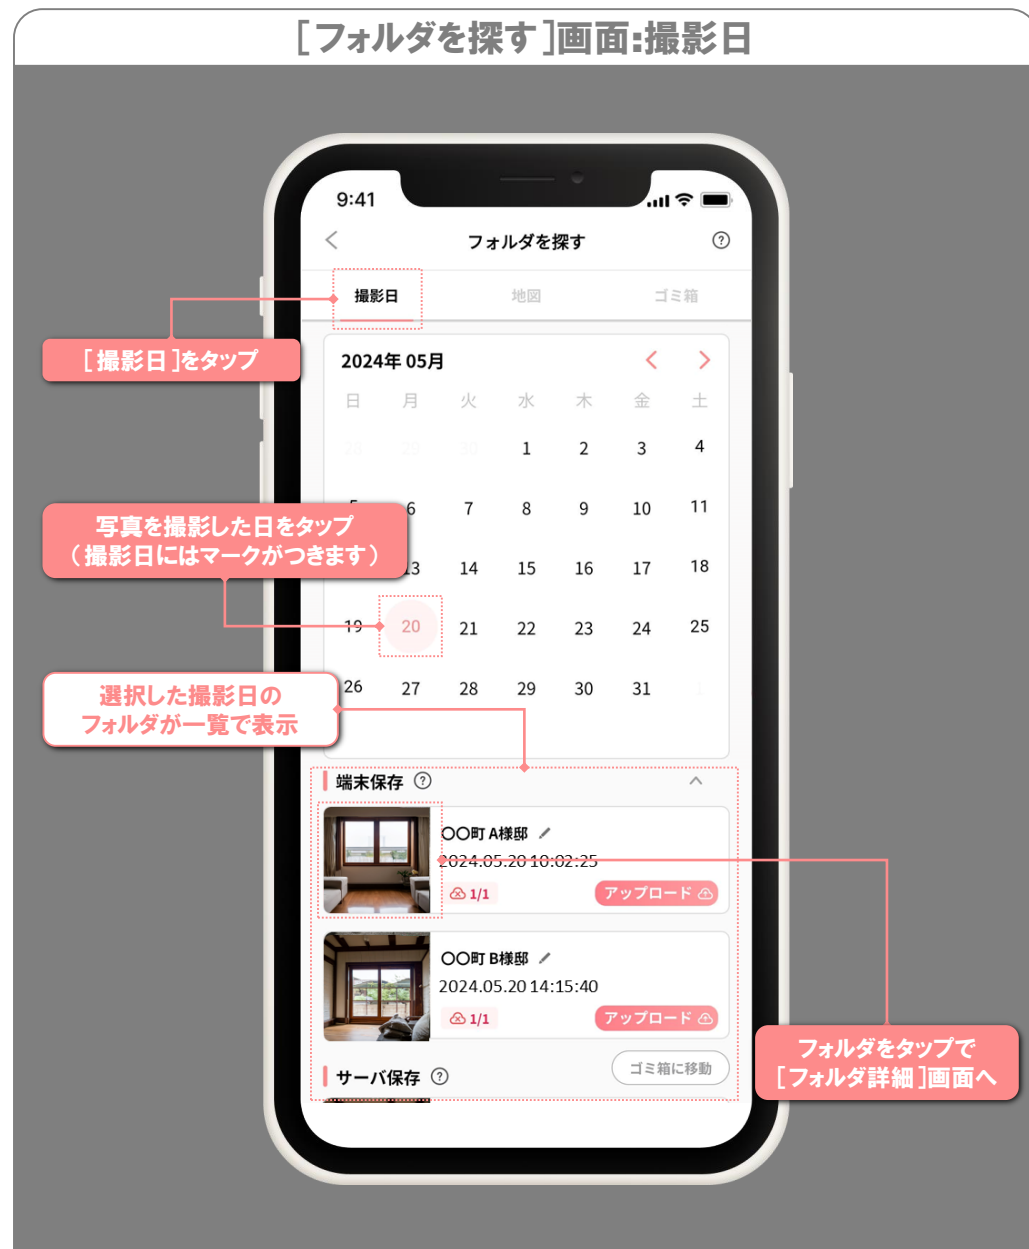 [フォルダを探す]画面:撮影日
9:41
フォルダを探す
撮影日 地図 ゴミ箱
[撮影日]をタップ
2024年 05月
日 月 火 水 木 金 土
28 29 30 1 2 3 4
6 7 8 9 10 11
写真を撮影した日をタップ
(撮影日にはマークがつきます)
13 14 15 16 17 18
19 20 21 22 23 24 25
26 27 28 29 30 31 1
選択した撮影日の
フォルダが一覧で表示
端末保存
〇〇町 A様邸
2024.05.20 10:02:25
1/1 アップロード
〇〇町 B様邸
2024.05.20 14:15:40
1/1 アップロード
フォルダをタップで
[フォルダ詳細]画面へ
サーバ保存 ゴミ箱に移動